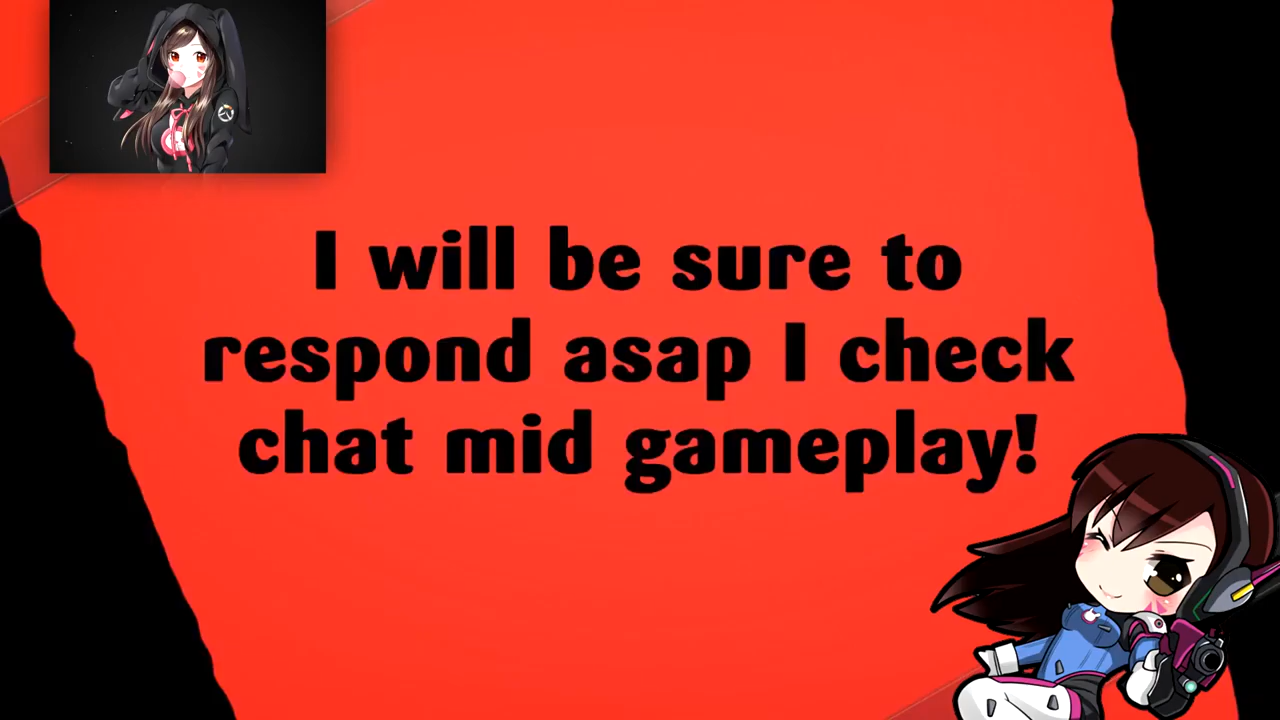 I will be sure to
respond asap I check
chat mid gameplay!